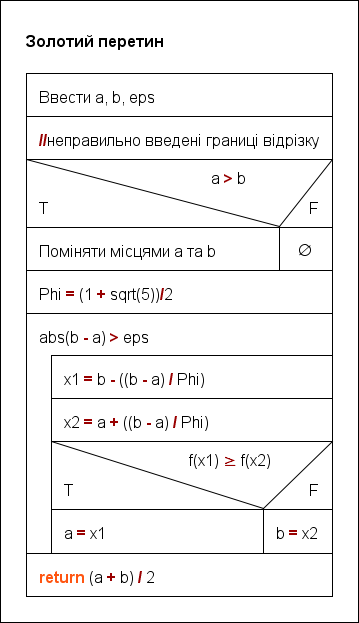 Золотий перетин
Ввести a, b, eps
//неправильно введені границі відрізку
a > b
T
F
Поміняти місцями a та b
∅
Phi = (1 + sqrt(5))/2
abs(b - a) > eps
x1 = b - ((b - a) / Phi)
x2 = a + ((b - a) / Phi)
f(x1) ≥ f(x2)
T
F
a = x1
b = x2
return (a + b) / 2